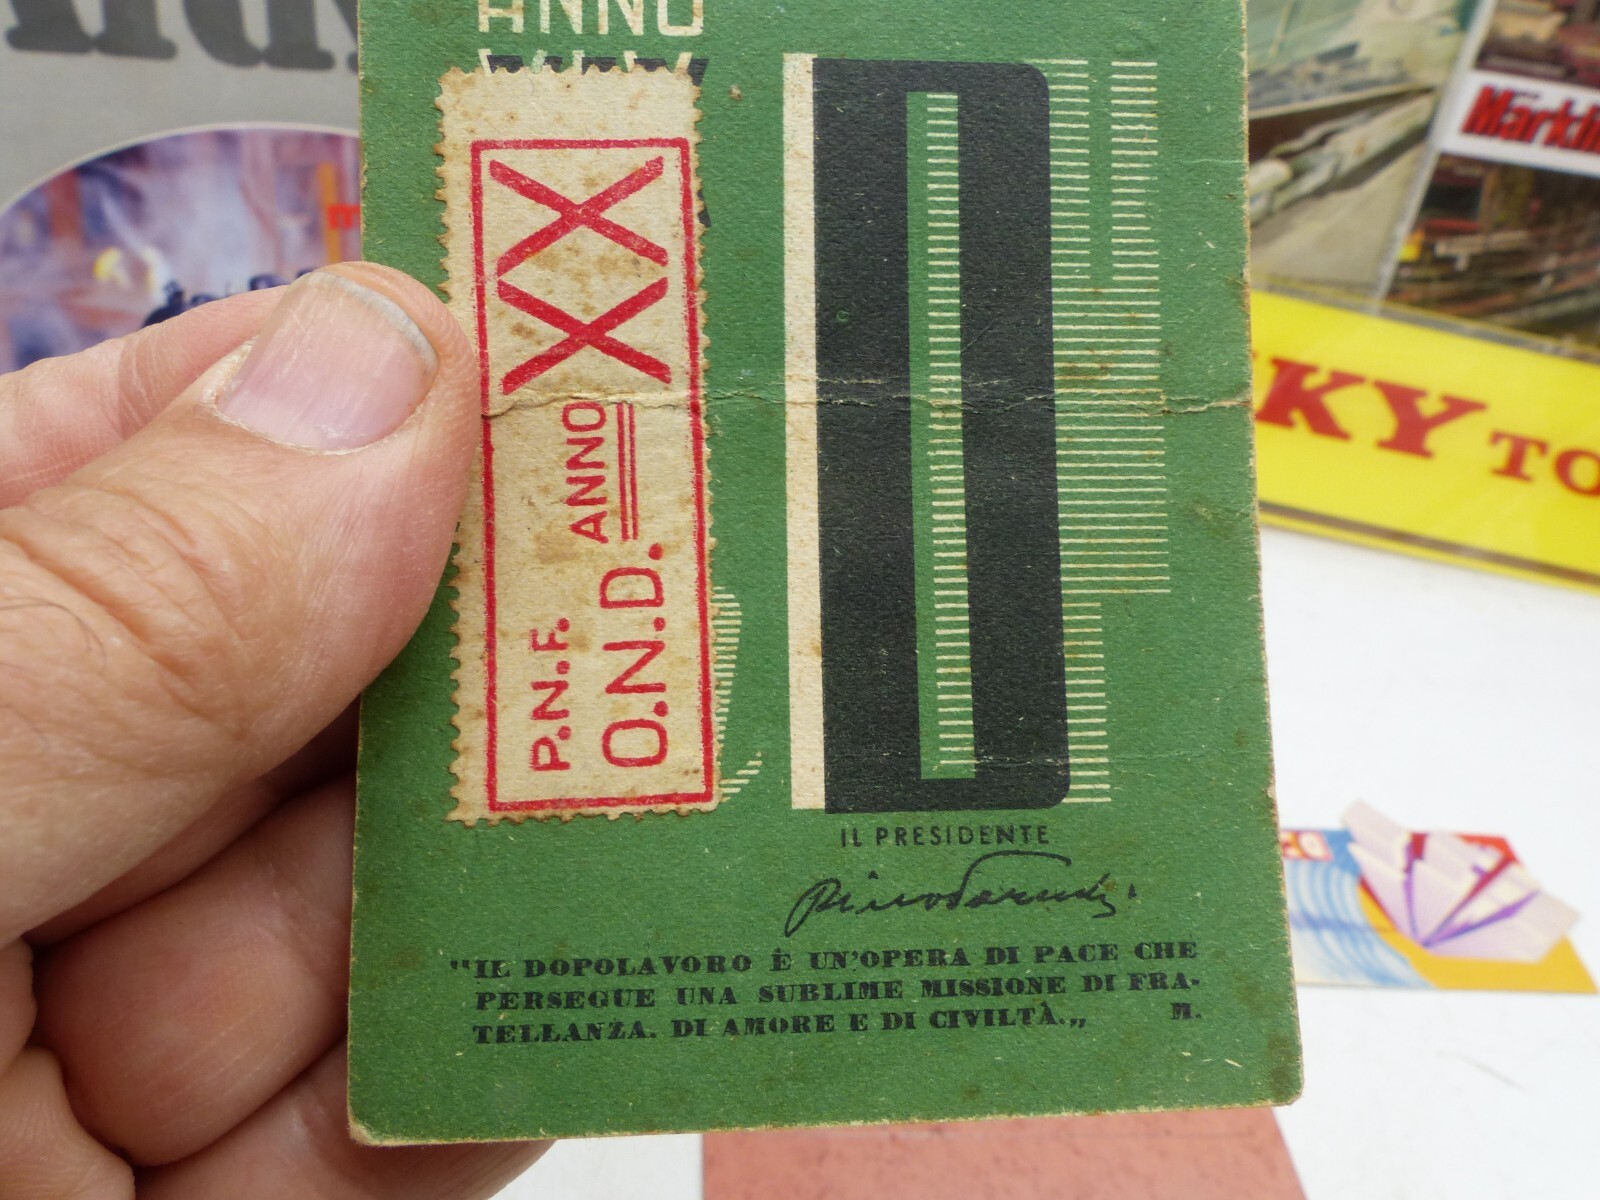 ANNO
XX
ANNO
P.N.F.
O.N.D.
IL PRESIDENTE
"IL DOPOLAVORO È UN'OPERA DI PACE CHE
PERSEGUE UNA SUBLIME MISSIONE DI FRA-
TELLANZA. DI AMORE E DI CIVILTÀ.„ M.
Märklin
KY TO